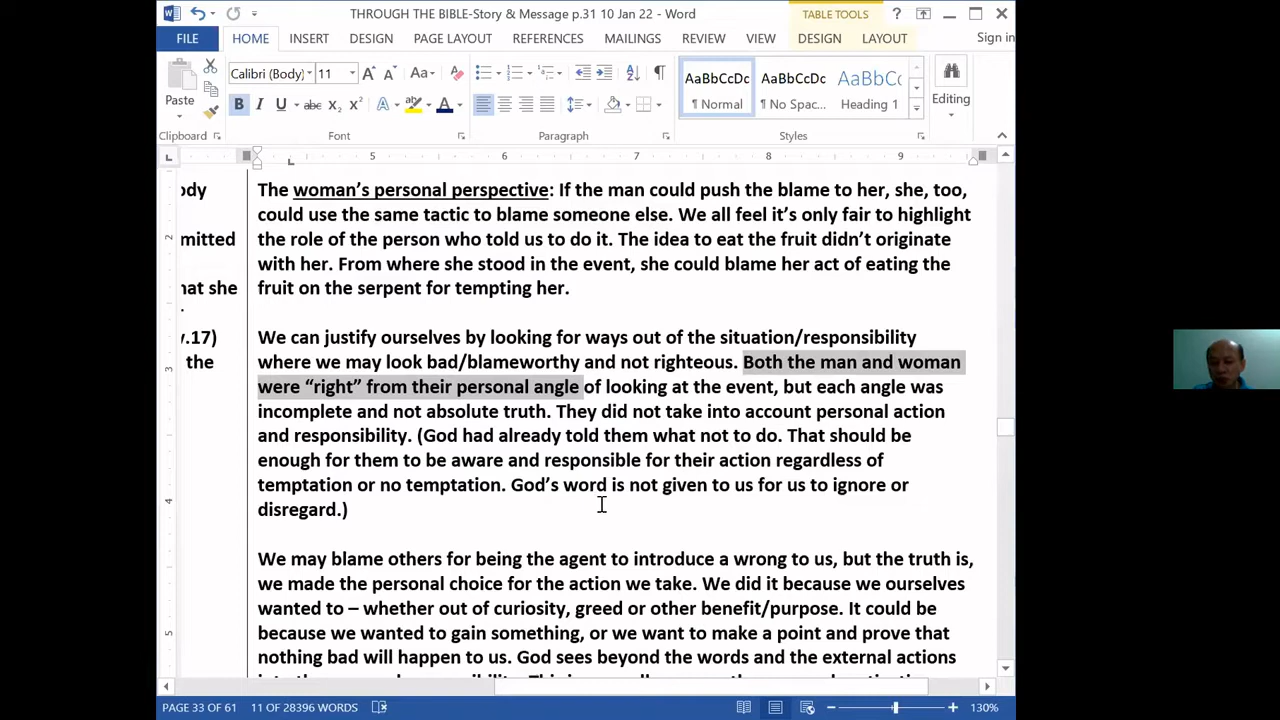 THROUGH THE BIBLE-Story & Message p.31 10 Jan 22 - Word
TABLE TOOLS
FILE HOME INSERT DESIGN PAGE LAYOUT REFERENCES MAILINGS REVIEW VIEW DESIGN LAYOUT Sign in
Calibri (Body) 11
Paste
AaBbCcDc AaBbCcDc AaBbCc
¶ Normal ¶ No Spac... Heading 1
Editing
Clipboard Font Paragraph Styles
5 6 7 8 9
ody
mitted
hat she
v.17)
the
The woman’s personal perspective: If the man could push the blame to her, she, too,
could use the same tactic to blame someone else. We all feel it’s only fair to highlight
the role of the person who told us to do it. The idea to eat the fruit didn’t originate
with her. From where she stood in the event, she could blame her act of eating the
fruit on the serpent for tempting her.
We can justify ourselves by looking for ways out of the situation/responsibility
where we may look bad/blameworthy and not righteous. Both the man and woman
were “right” from their personal angle of looking at the event, but each angle was
incomplete and not absolute truth. They did not take into account personal action
and responsibility. (God had already told them what not to do. That should be
enough for them to be aware and responsible for their action regardless of
temptation or no temptation. God’s word is not given to us for us to ignore or
disregard.)
We may blame others for being the agent to introduce a wrong to us, but the truth is,
we made the personal choice for the action we take. We did it because we ourselves
wanted to – whether out of curiosity, greed or other benefit/purpose. It could be
because we wanted to gain something, or we want to make a point and prove that
nothing bad will happen to us. God sees beyond the words and the external actions
PAGE 33 OF 61 11 OF 28396 WORDS 130%